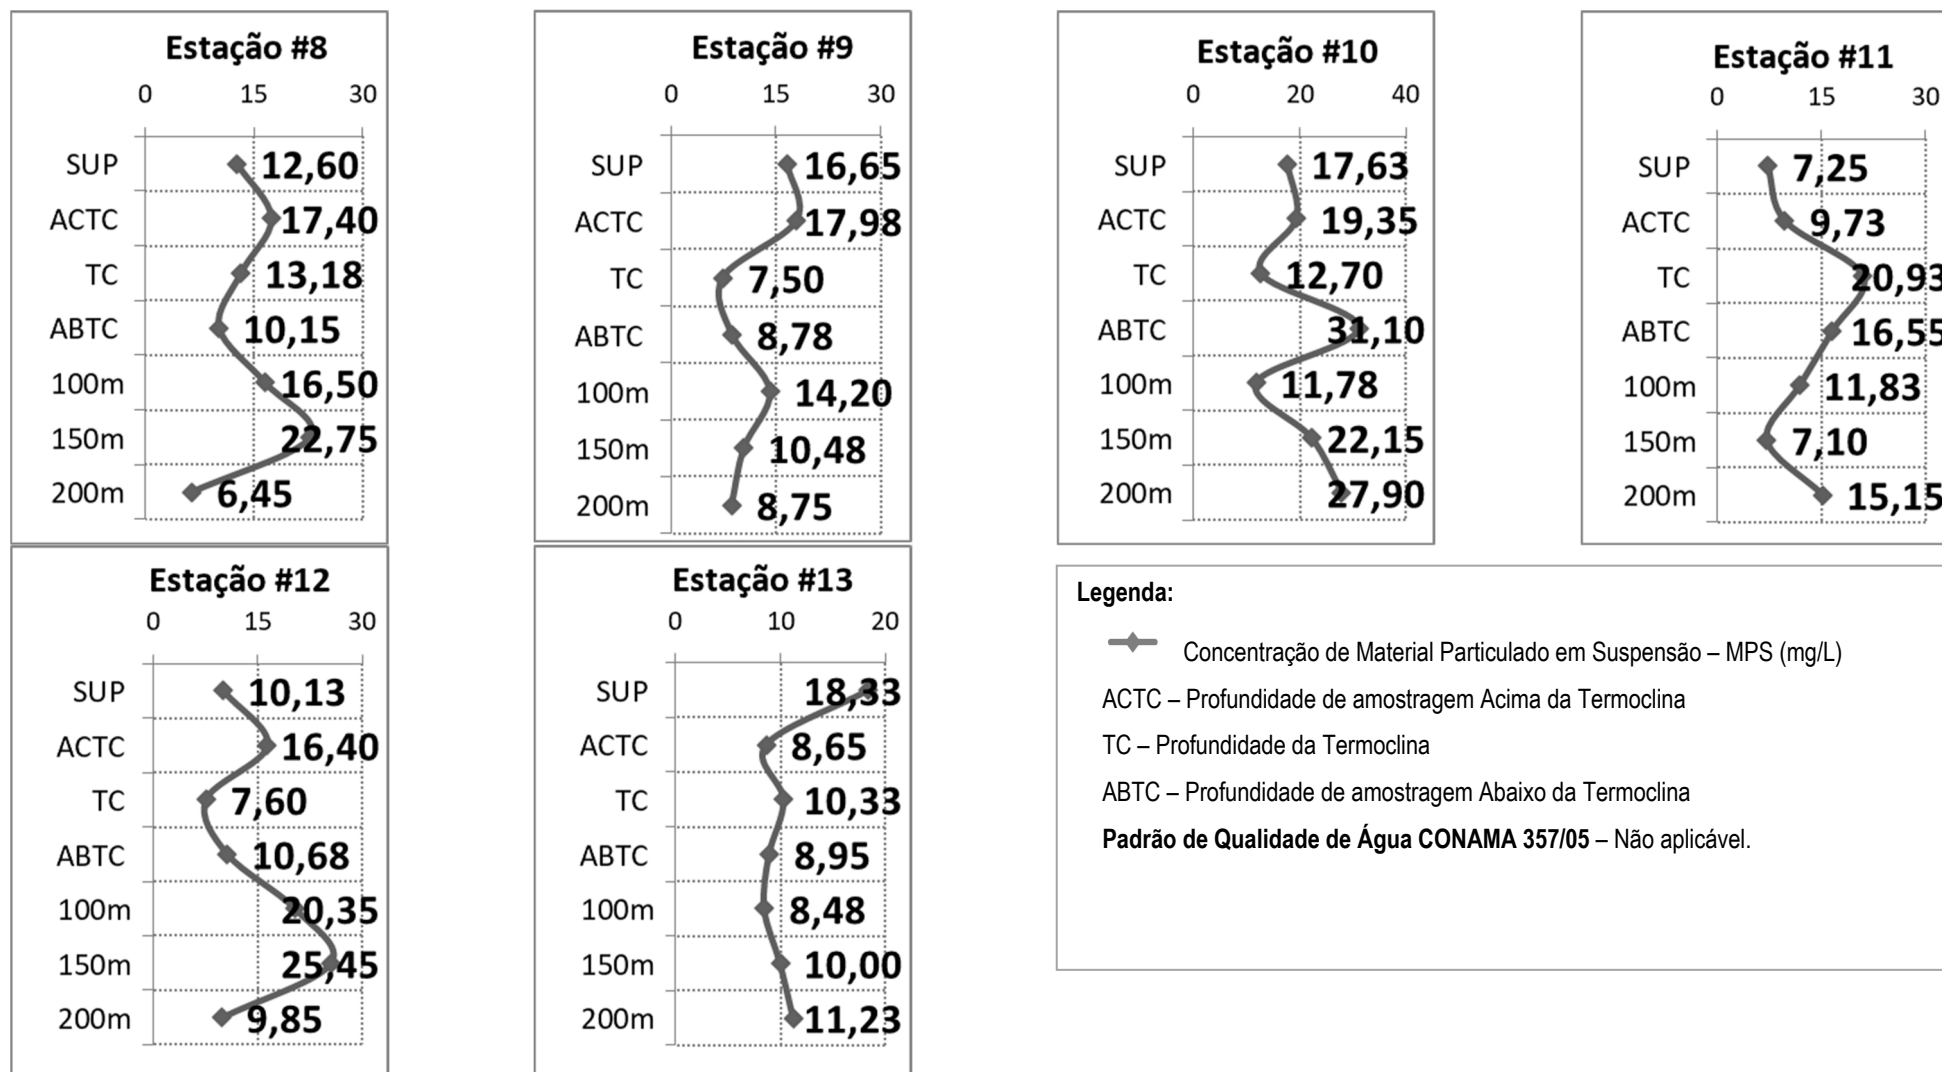 Estação #8
0 15 30
SUP 12,60
ACTC 17,40
TC 13,18
ABTC 10,15
100m 16,50
150m 22,75
200m 6,45
Estação #9
0 15 30
SUP 16,65
ACTC 17,98
TC 7,50
ABTC 8,78
100m 14,20
150m 10,48
200m 8,75
Estação #10
0 20 40
SUP 17,63
ACTC 19,35
TC 12,70
ABTC 31,10
100m 11,78
150m 22,15
200m 27,90
Estação #11
0 15 30
SUP 7,25
ACTC 9,73
TC 20,93
ABTC 16,55
100m 11,83
150m 7,10
200m 15,15
Estação #12
0 15 30
SUP 10,13
ACTC 16,40
TC 7,60
ABTC 10,68
100m 20,35
150m 25,45
200m 9,85
Estação #13
0 10 20
SUP 18,33
ACTC 8,65
TC 10,33
ABTC 8,95
100m 8,48
150m 10,00
200m 11,23
Legenda:
Concentração de Material Particulado em Suspensão – MPS (mg/L)
ACTC – Profundidade de amostragem Acima da Termoclina
TC – Profundidade da Termoclina
ABTC – Profundidade de amostragem Abaixo da Termoclina
Padrão de Qualidade de Água CONAMA 357/05 – Não aplicável.